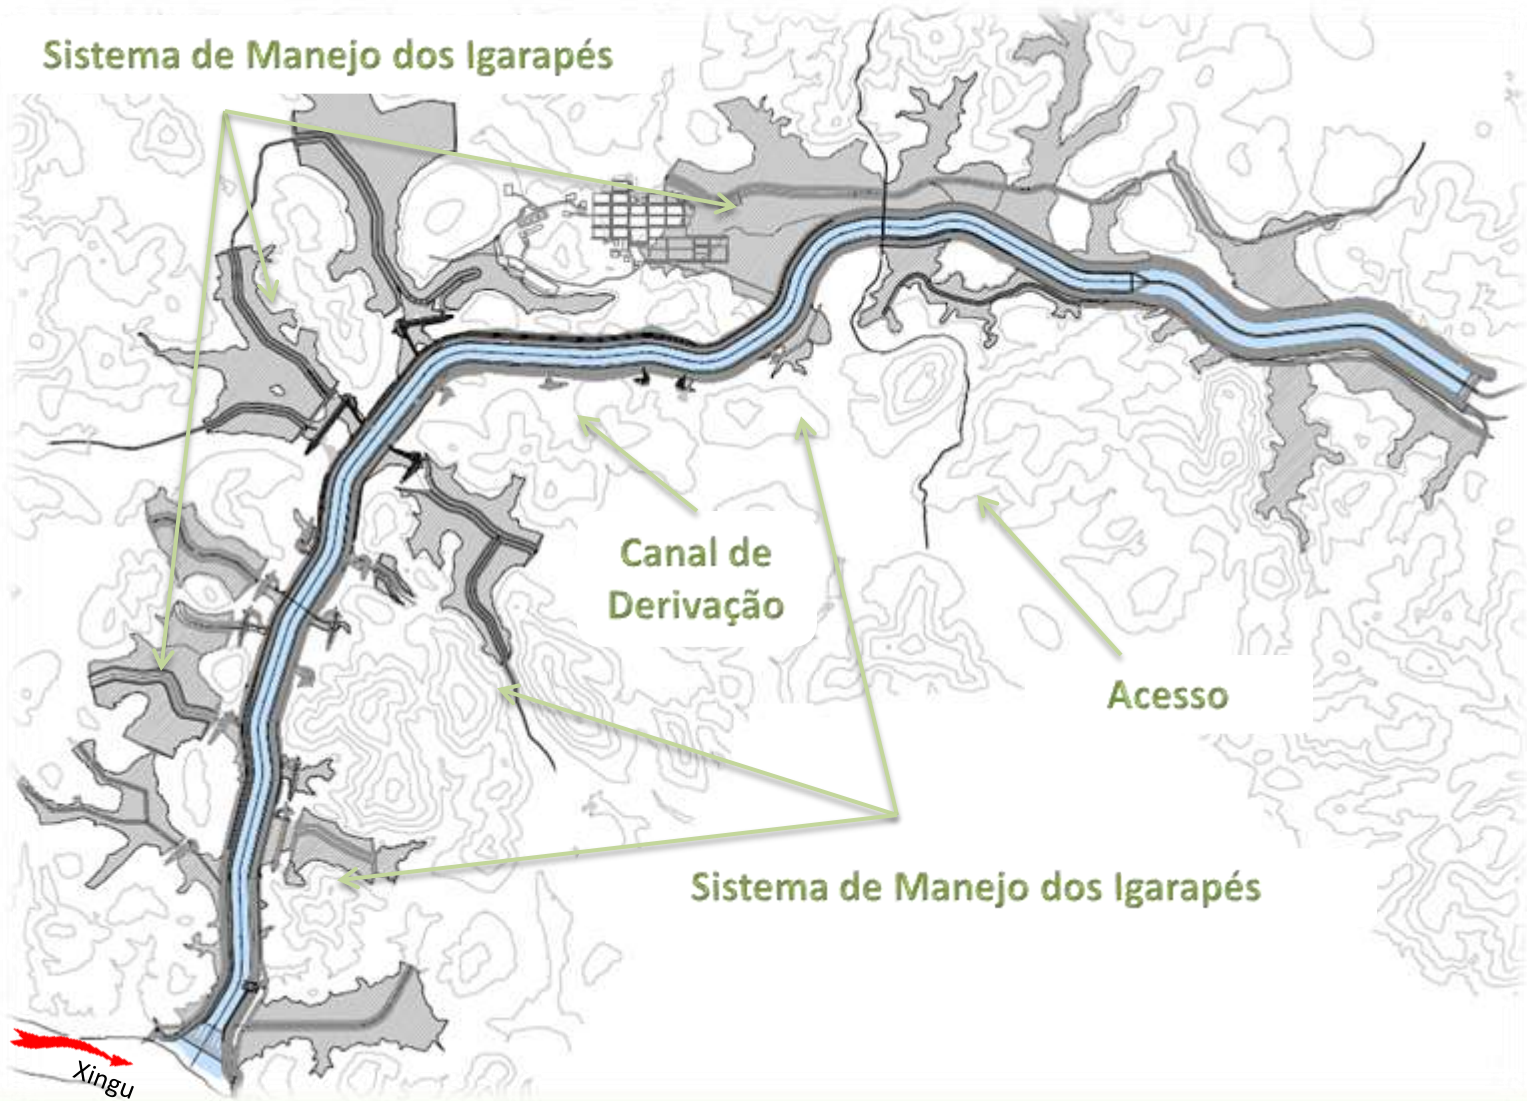 Sistema de Manejo dos Igarapés
Canal de
Derivação
Acesso
Sistema de Manejo dos Igarapés
Xingu